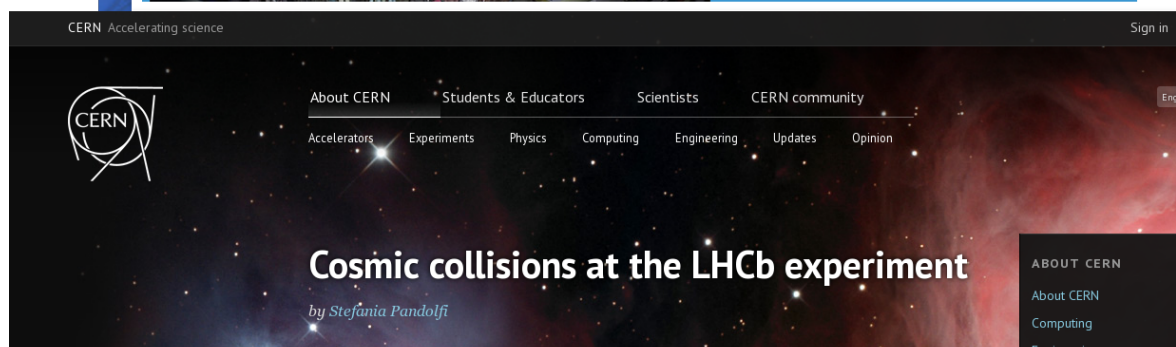 CERN Accelerating science
Sign in
CERN
About CERN Students & Educators Scientists CERN community
Accelerators Experiments Physics Computing Engineering Updates Opinion
Cosmic collisions at the LHCb experiment
by Stefania Pandolfi
ABOUT CERN
About CERN
Computing